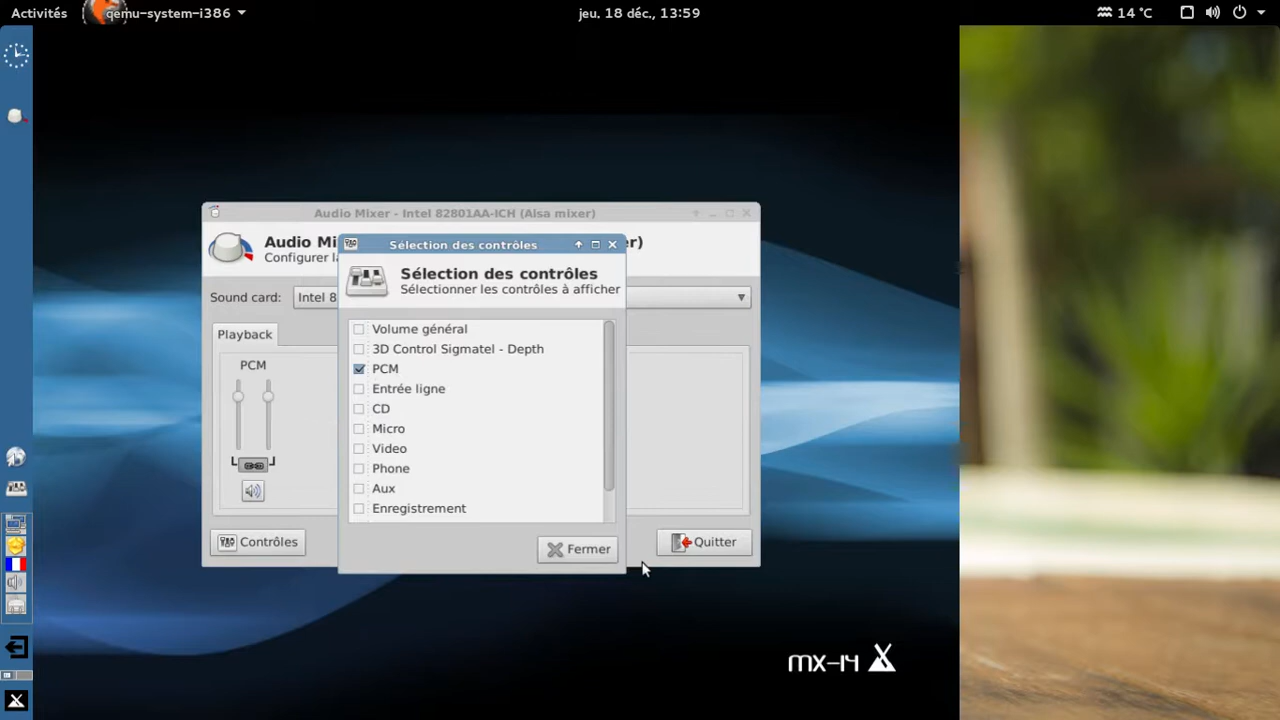 Activités qemu-system-i386 jeu. 18 déc., 13:59 14 °C
Audio Mixer - Intel 82801AA-ICH (Alsa mixer)
Audio Mi er)
Configurer l
Sound card: Intel 8
Playback
PCM
Contrôles
Quitter
Sélection des contrôles
Sélection des contrôles
Sélectionner les contrôles à afficher
Volume général
3D Control Sigmatel - Depth
PCM
Entrée ligne
CD
Micro
Video
Phone
Aux
Enregistrement
Fermer
mx-14